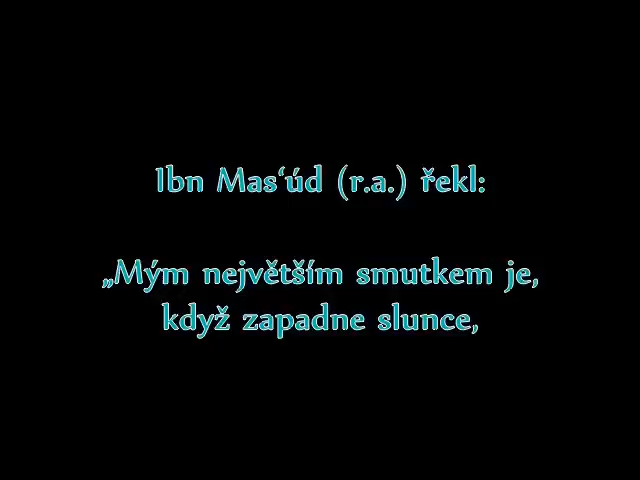 Ibn Mas‘úd (r.a.) řekl:
„Mým největším smutkem je,
když zapadne slunce,